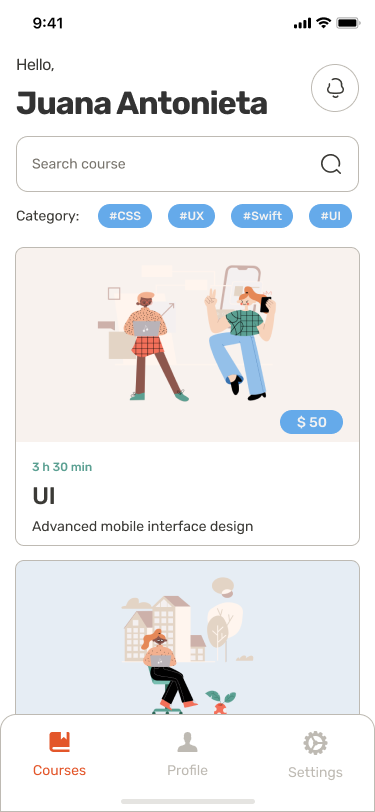 9:41
Hello,
Juana Antonieta
Search course
Category: #CSS #UX #Swift #UI
$ 50
3 h 30 min
UI
Advanced mobile interface design
Courses Profile Settings